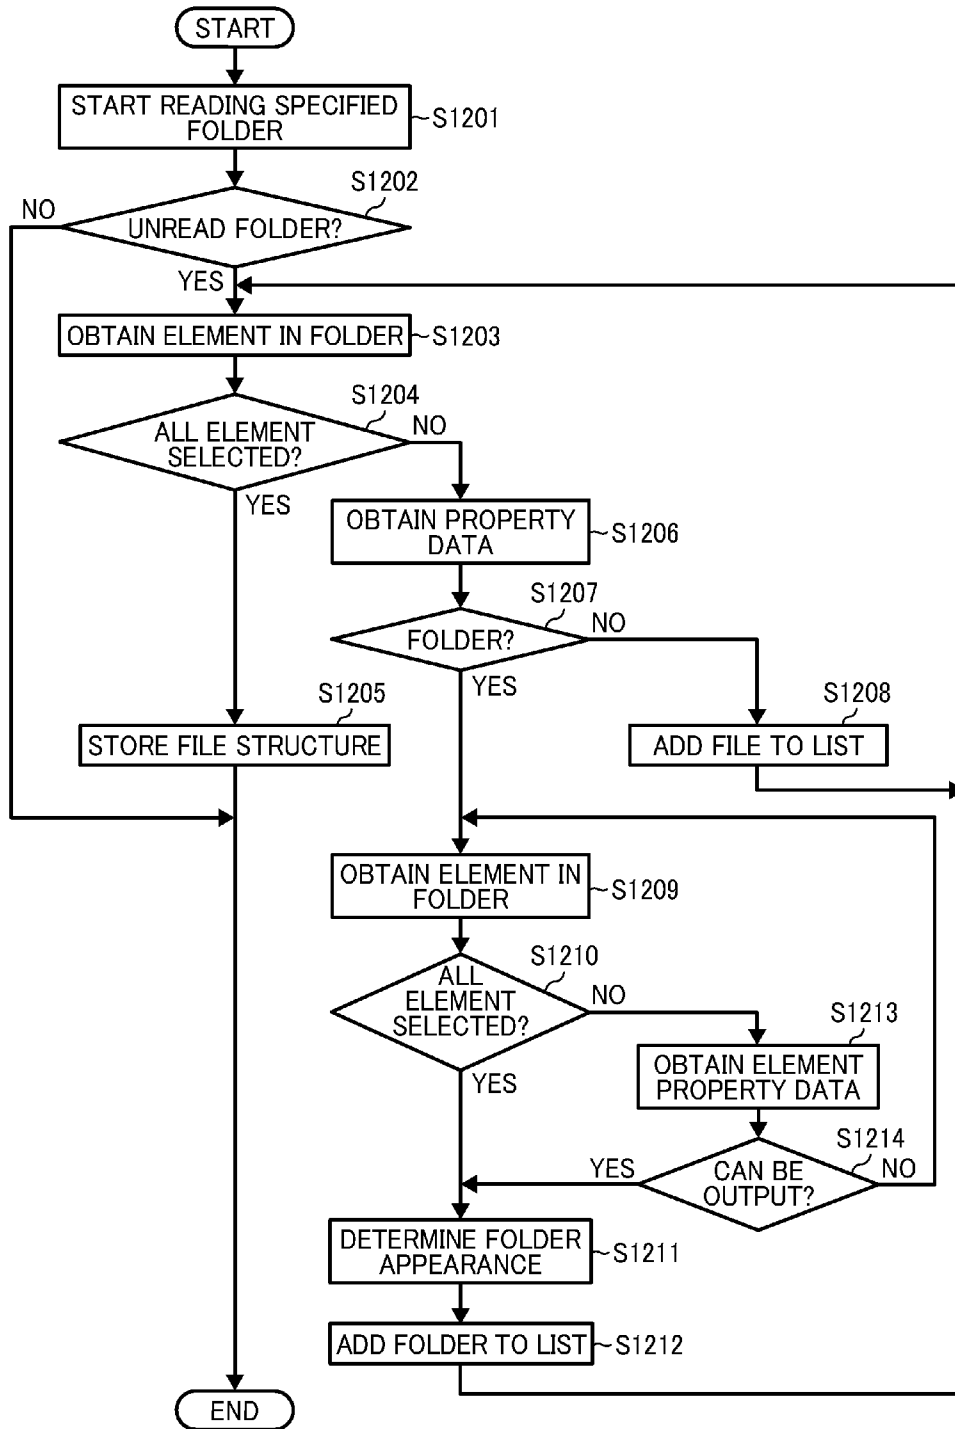 START
START READING SPECIFIED
FOLDER
S1201
S1202
NO
UNREAD FOLDER?
YES
OBTAIN ELEMENT IN FOLDER
S1203
S1204
NO
ALL ELEMENT
SELECTED?
YES
OBTAIN PROPERTY
DATA
S1206
S1207
NO
FOLDER?
YES
S1205
STORE FILE STRUCTURE
S1208
ADD FILE TO LIST
OBTAIN ELEMENT IN
FOLDER
S1209
S1210
ALL
ELEMENT
SELECTED?
NO
YES
S1213
OBTAIN ELEMENT
PROPERTY DATA
S1214
YES
CAN BE
OUTPUT?
NO
DETERMINE FOLDER
APPEARANCE
S1211
ADD FOLDER TO LIST
S1212
END